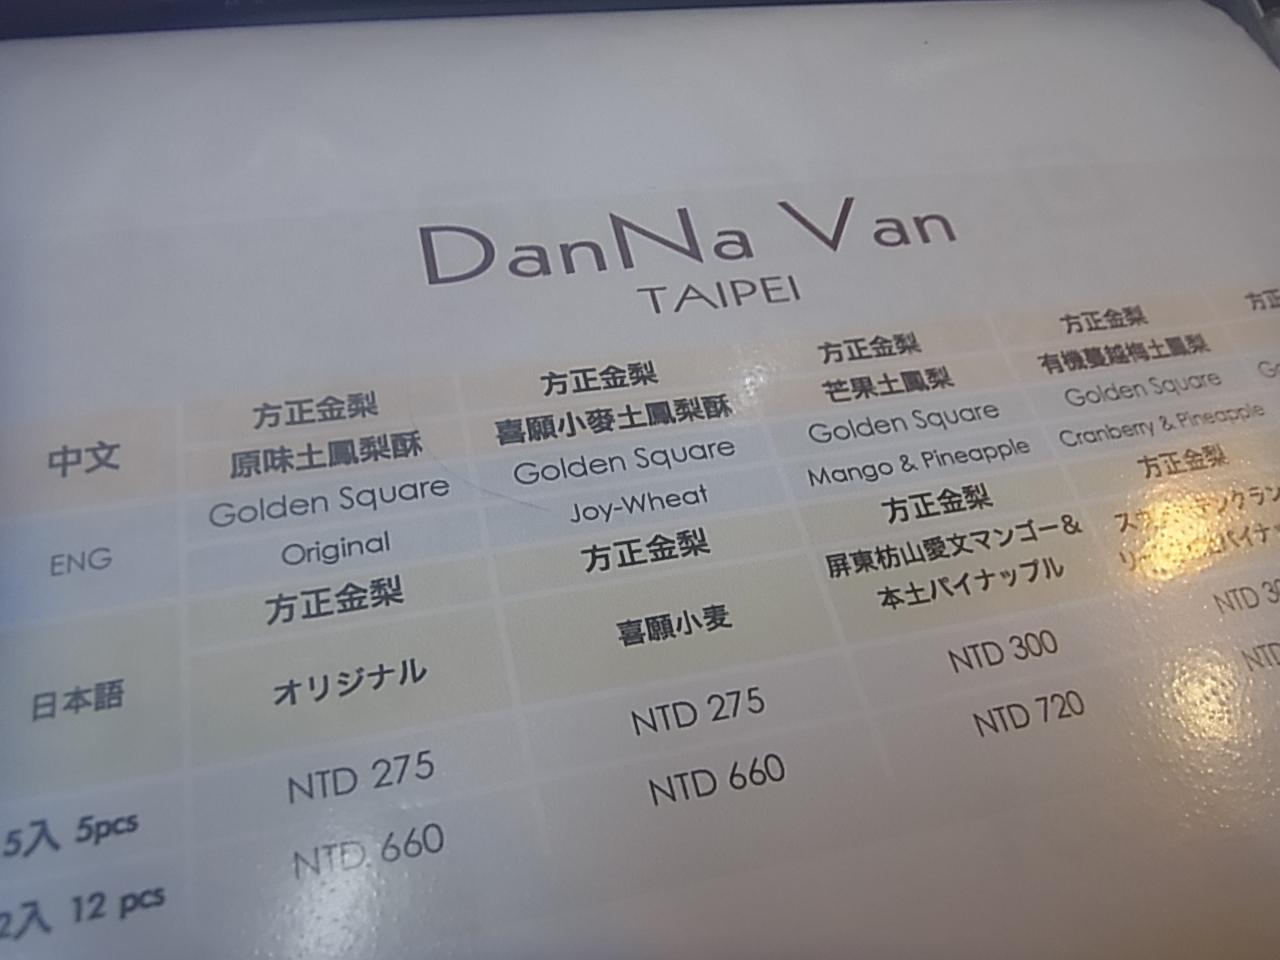 DanNa Van
TAIPEI
中文 方正金梨 方正金梨 方正金梨 方正金梨
原味土鳳梨酥 喜願小麥土鳳梨酥 芒果土鳳梨 有機蔓越梅土鳳梨
ENG Golden Square Golden Square Golden Square Golden Square
Original Joy-Wheat Mango & Pineapple Cranberry & Pineapple
日本語 方正金梨 方正金梨 方正金梨 方正金梨
オリジナル 喜願小麦 屏東枋山愛文マンゴー&
本土パイナップル
5入 5pcs NTD 275 NTD 275 NTD 300 NTD
2入 12 pcs NTD 660 NTD 660 NTD 720 NTD